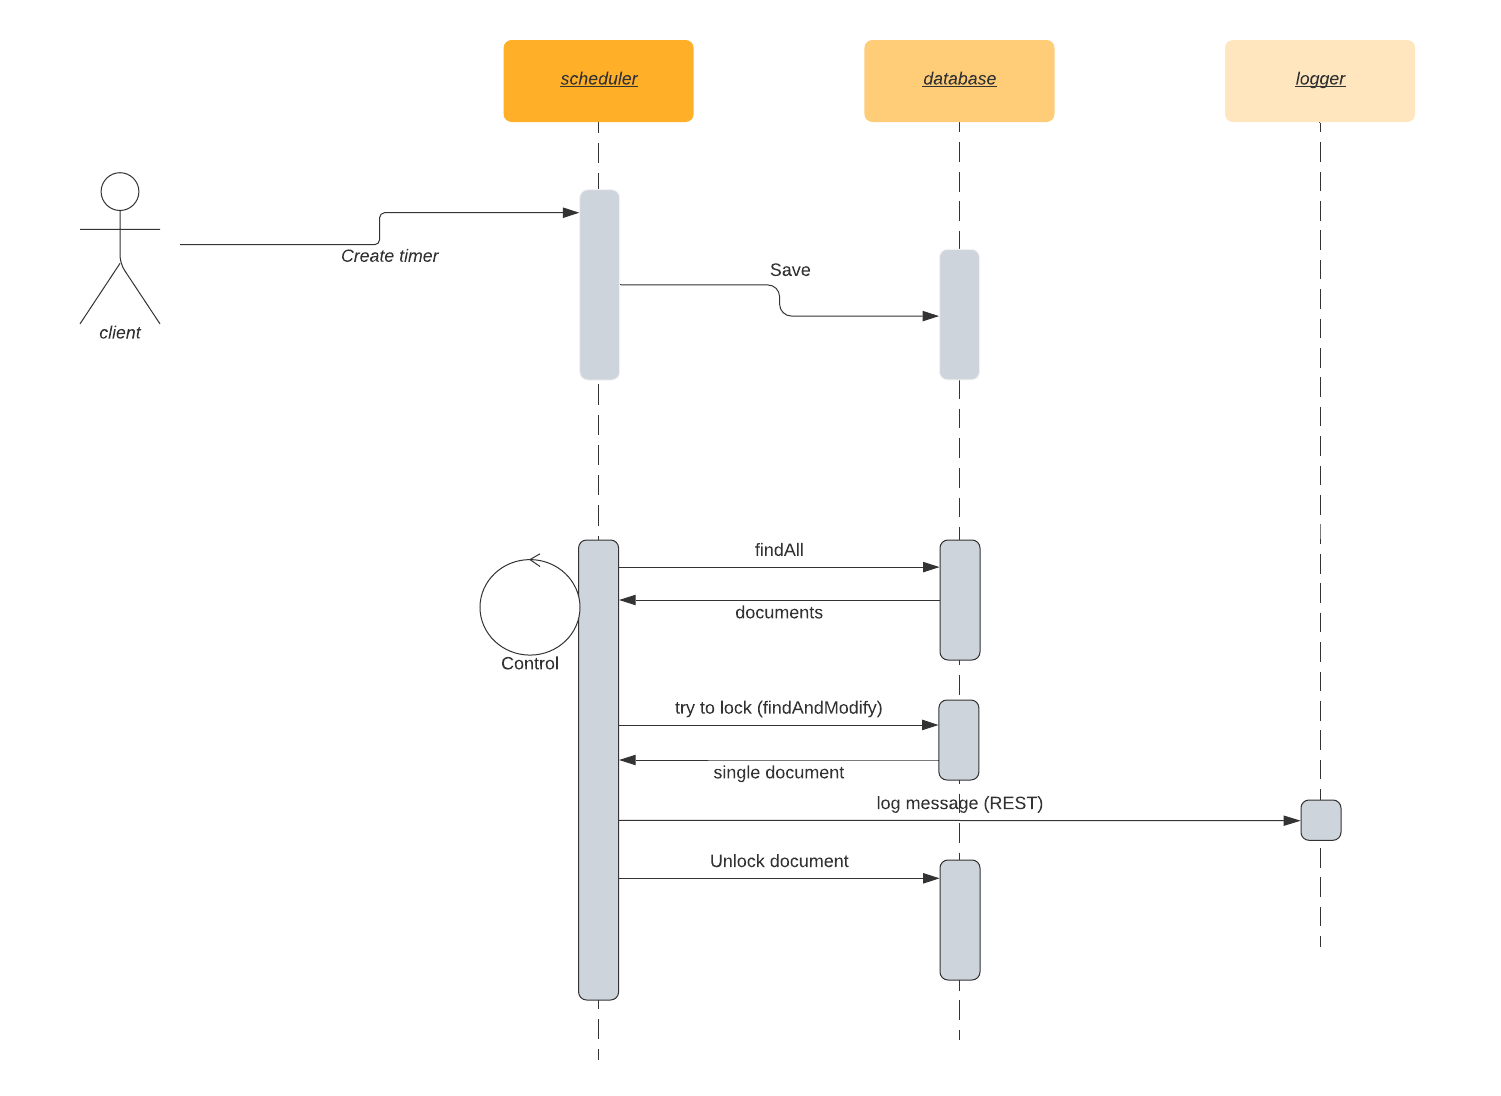 scheduler
database
logger
Create timer
Save
client
findAll
documents
Control
try to lock (findAndModify)
single document
log message (REST)
Unlock document